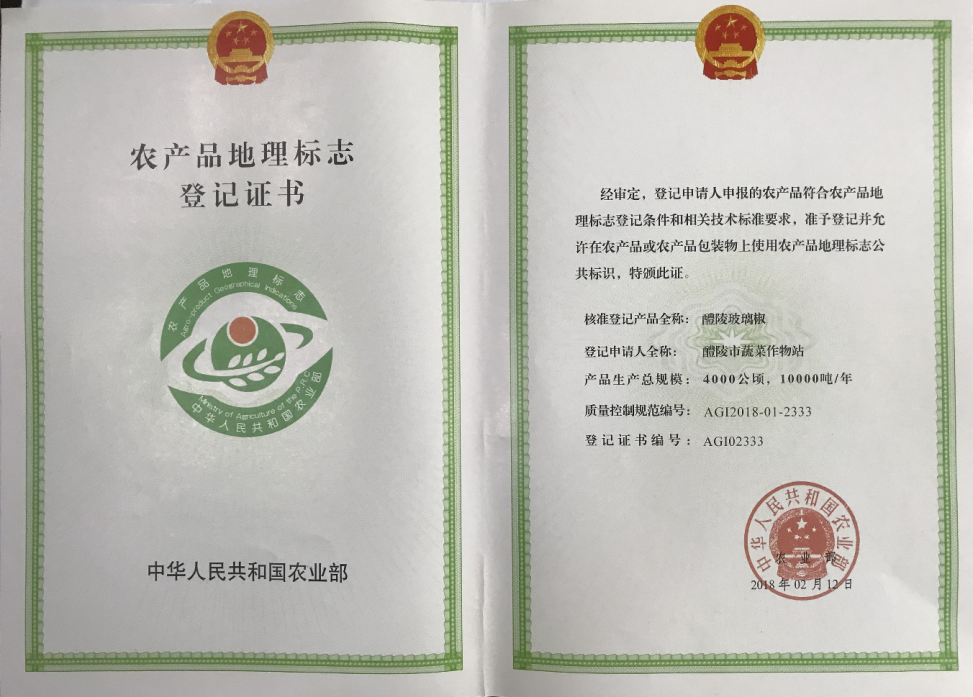 农产品地理标志
登记证书
农产品地理标志
Agro-product Geographical Indications
Ministry of Agriculture of the P.R.C
中华人民共和国农业部
中华人民共和国农业部
经审定，登记申请人申报的农产品符合农产品地
理标志登记条件和相关技术标准要求，准予登记并允
许在农产品或农产品包装物上使用农产品地理标志公
共标识，特颁此证。
核准登记产品全称：醴陵玻璃椒
登记申请人全称：醴陵市蔬菜作物站
产品生产总规模：4000公顷，10000吨/年
质量控制规范编号：AGI2018-01-2333
登记证书编号：AGI02333
中华人民共和国农业部
农业部
2018年02月12日